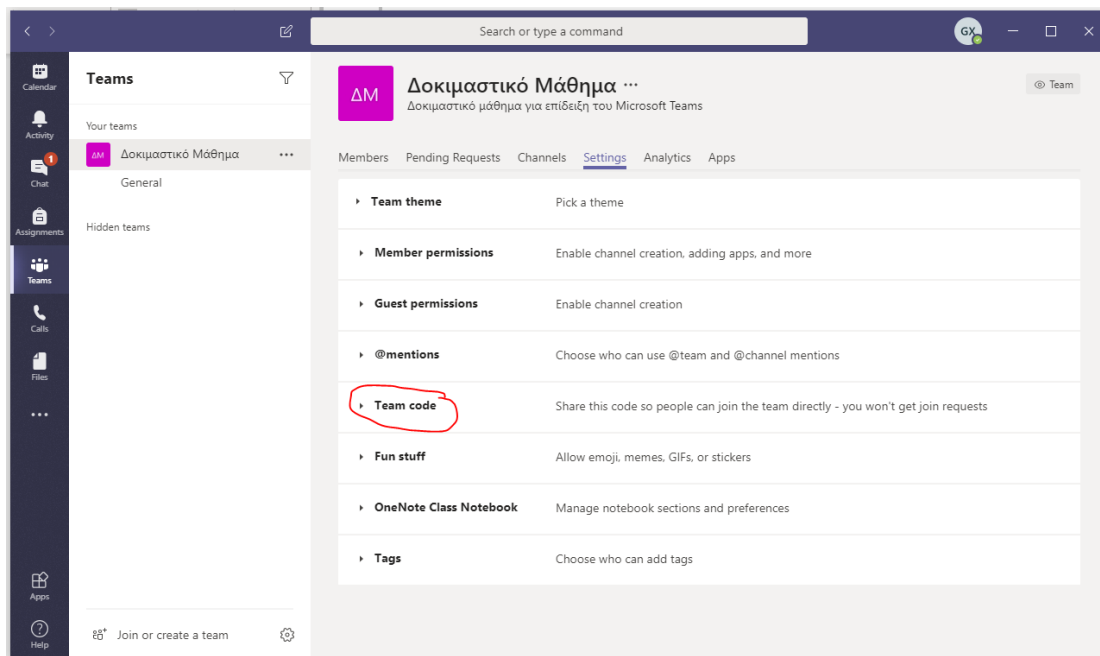 Search or type a command
GX
Calendar
Activity
Chat
1
Assignments
Teams
Calls
Files
Apps
Help
Teams
Your teams
ΔΜ Δοκιμαστικό Μάθημα
General
Hidden teams
Join or create a team
ΔΜ
Δοκιμαστικό Μάθημα
Δοκιμαστικό μάθημα για επίδειξη του Microsoft Teams
Team
Members Pending Requests Channels Settings Analytics Apps
Team theme Pick a theme
Member permissions Enable channel creation, adding apps, and more
Guest permissions Enable channel creation
@mentions Choose who can use @team and @channel mentions
Team code Share this code so people can join the team directly - you won't get join requests
Fun stuff Allow emoji, memes, GIFs, or stickers
OneNote Class Notebook Manage notebook sections and preferences
Tags Choose who can add tags